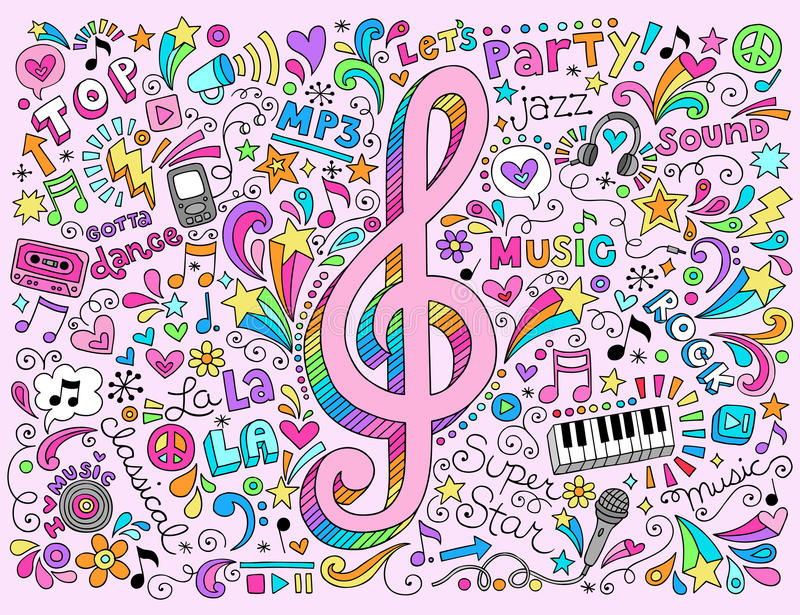 LET'S PARTY!
TOP
MP3
jazz
SOUND
GOTTA
dance
MUSIC
ROCK
La
La
LA
Classical
MUSIC
Super
Star
music